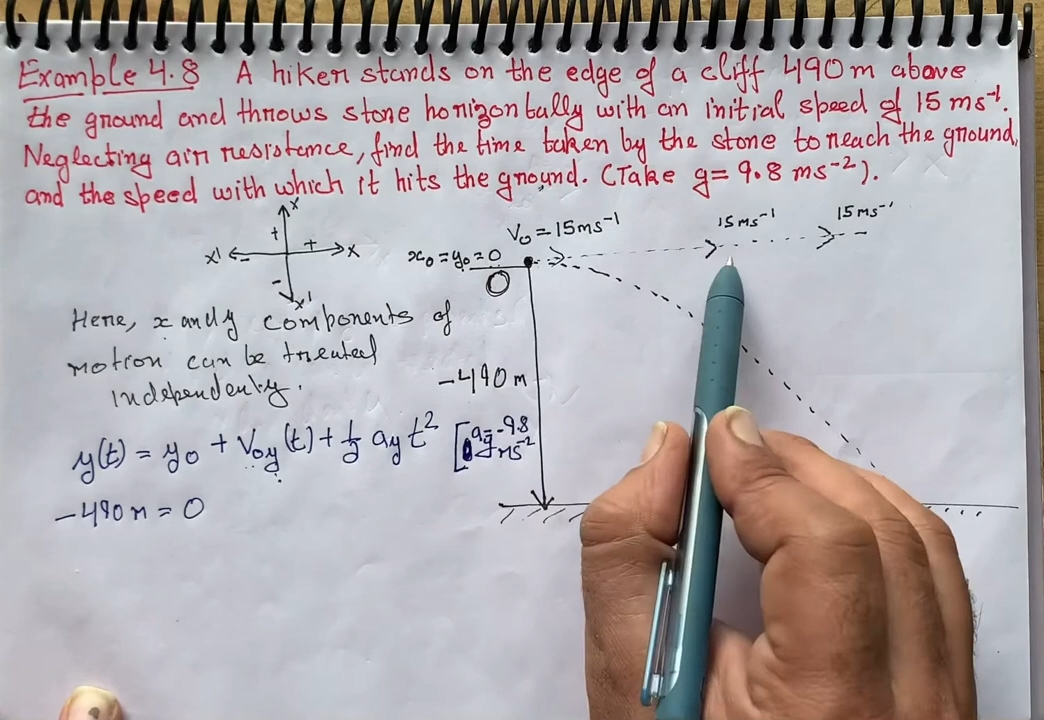 Example 4.8 A hiker stands on the edge of a cliff 490 m above
the ground and throws stone horizontally with an initial speed of 15 ms⁻¹.
Neglecting air resistance, find the time taken by the stone to reach the ground,
and the speed with which it hits the ground. (Take g = 9.8 ms⁻²).
X
+
X' − + X
−
X'
V₀ = 15 ms⁻¹
15 ms⁻¹
15 ms⁻¹
x₀ = y₀ = 0
O
Here, x and y components of
motion can be treated
independently.
−490 m
y(t) = y₀ + V₀y(t) + ½ ay t² [ay = −9.8 ms⁻²
−490 m = 0